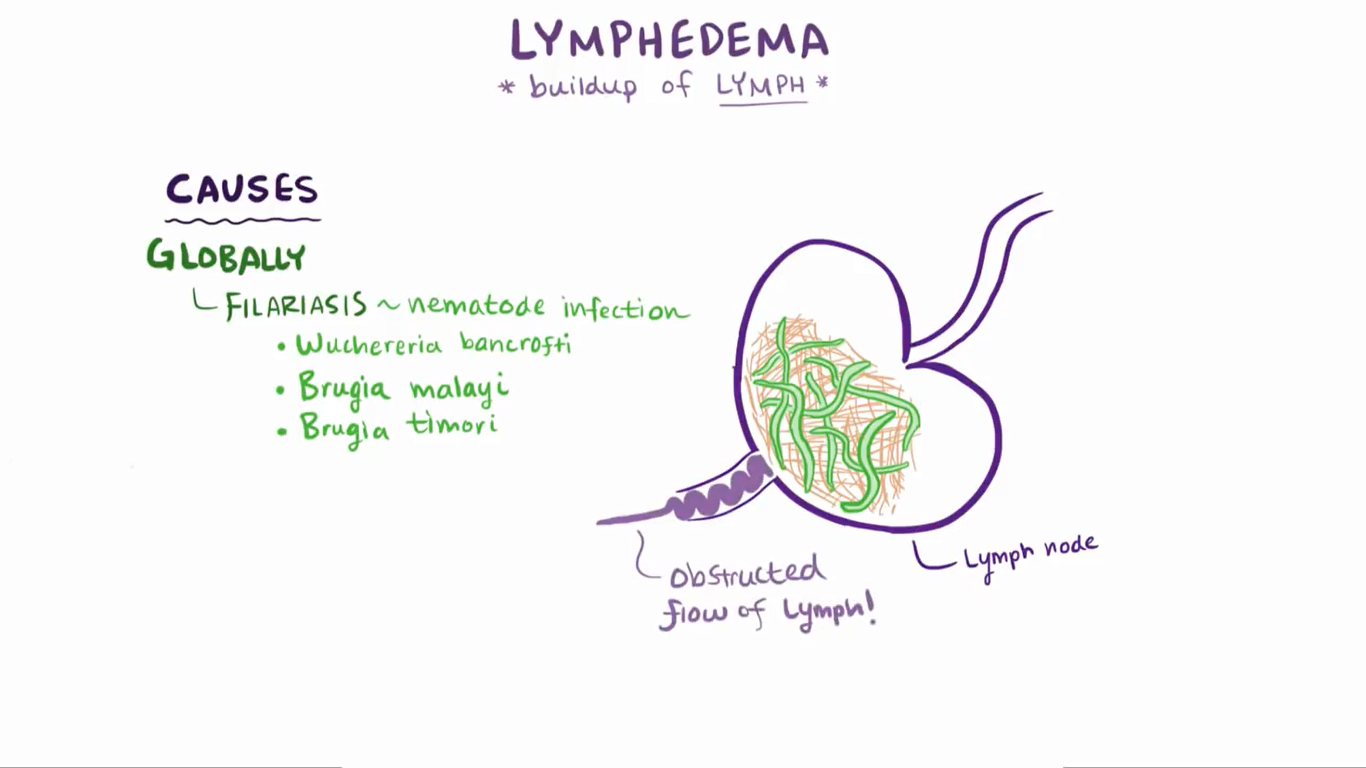 LYMPHEDEMA
* buildup of LYMPH *
CAUSES
GLOBALLY
FILARIASIS ~ nematode infection
• Wuchereria bancrofti
• Brugia malayi
• Brugia timori
Obstructed
flow of Lymph!
Lymph node